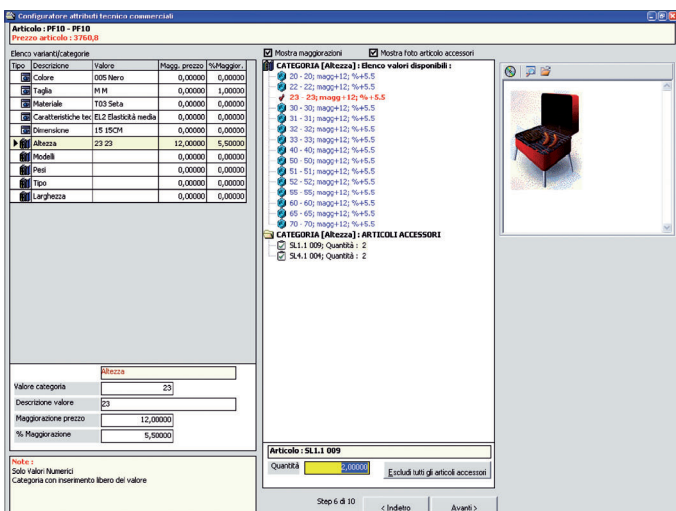 Configuratore attributi tecnico commerciali
Articolo : PF10 - PF10
Prezzo articolo : 3760,8
Elenco varianti/categorie
Tipo Descrizione Valore Magg. prezzo %Maggior.
Colore 005 Nero 0,00000 0,00000
Taglia M M 0,00000 1,00000
Materiale T03 Seta 0,00000 0,00000
Caratteristiche tec EL2 Elasticità media 0,00000 0,00000
Dimensione 15 15CM 0,00000 0,00000
Altezza 23 23 12,00000 5,50000
Modelli 0,00000 0,00000
Pesi 0,00000 0,00000
Tipo 0,00000 0,00000
Larghezza 0,00000 0,00000
Altezza
Valore categoria 23
Descrizione valore 23
Maggiorazione prezzo 12,00000
% Maggiorazione 5,50000
Note :
Solo Valori Numerici
Categoria con inserimento libero del valore
Mostra maggiorazioni Mostra foto articolo accessori
CATEGORIA [Altezza] : Elenco valori disponibili :
20 - 20; magg+12; %+5.5
22 - 22; magg+12; %+5.5
23 - 23; magg+12; %+5.5
30 - 30; magg+12; %+5.5
31 - 31; magg+12; %+5.5
32 - 32; magg+12; %+5.5
33 - 33; magg+12; %+5.5
40 - 40; magg+12; %+5.5
50 - 50; magg+12; %+5.5
51 - 51; magg+12; %+5.5
52 - 52; magg+12; %+5.5
55 - 55; magg+12; %+5.5
60 - 60; magg+12; %+5.5
65 - 65; magg+12; %+5.5
70 - 70; magg+12; %+5.5
CATEGORIA [Altezza] : ARTICOLI ACCESSORI
SL1.1 009; Quantità : 2
SL4.1 004; Quantità : 2
Articolo : SL1.1 009
Quantità 2,00000 Escludi tutti gli articoli accessori
Step 6 di 10 < Indietro Avanti >